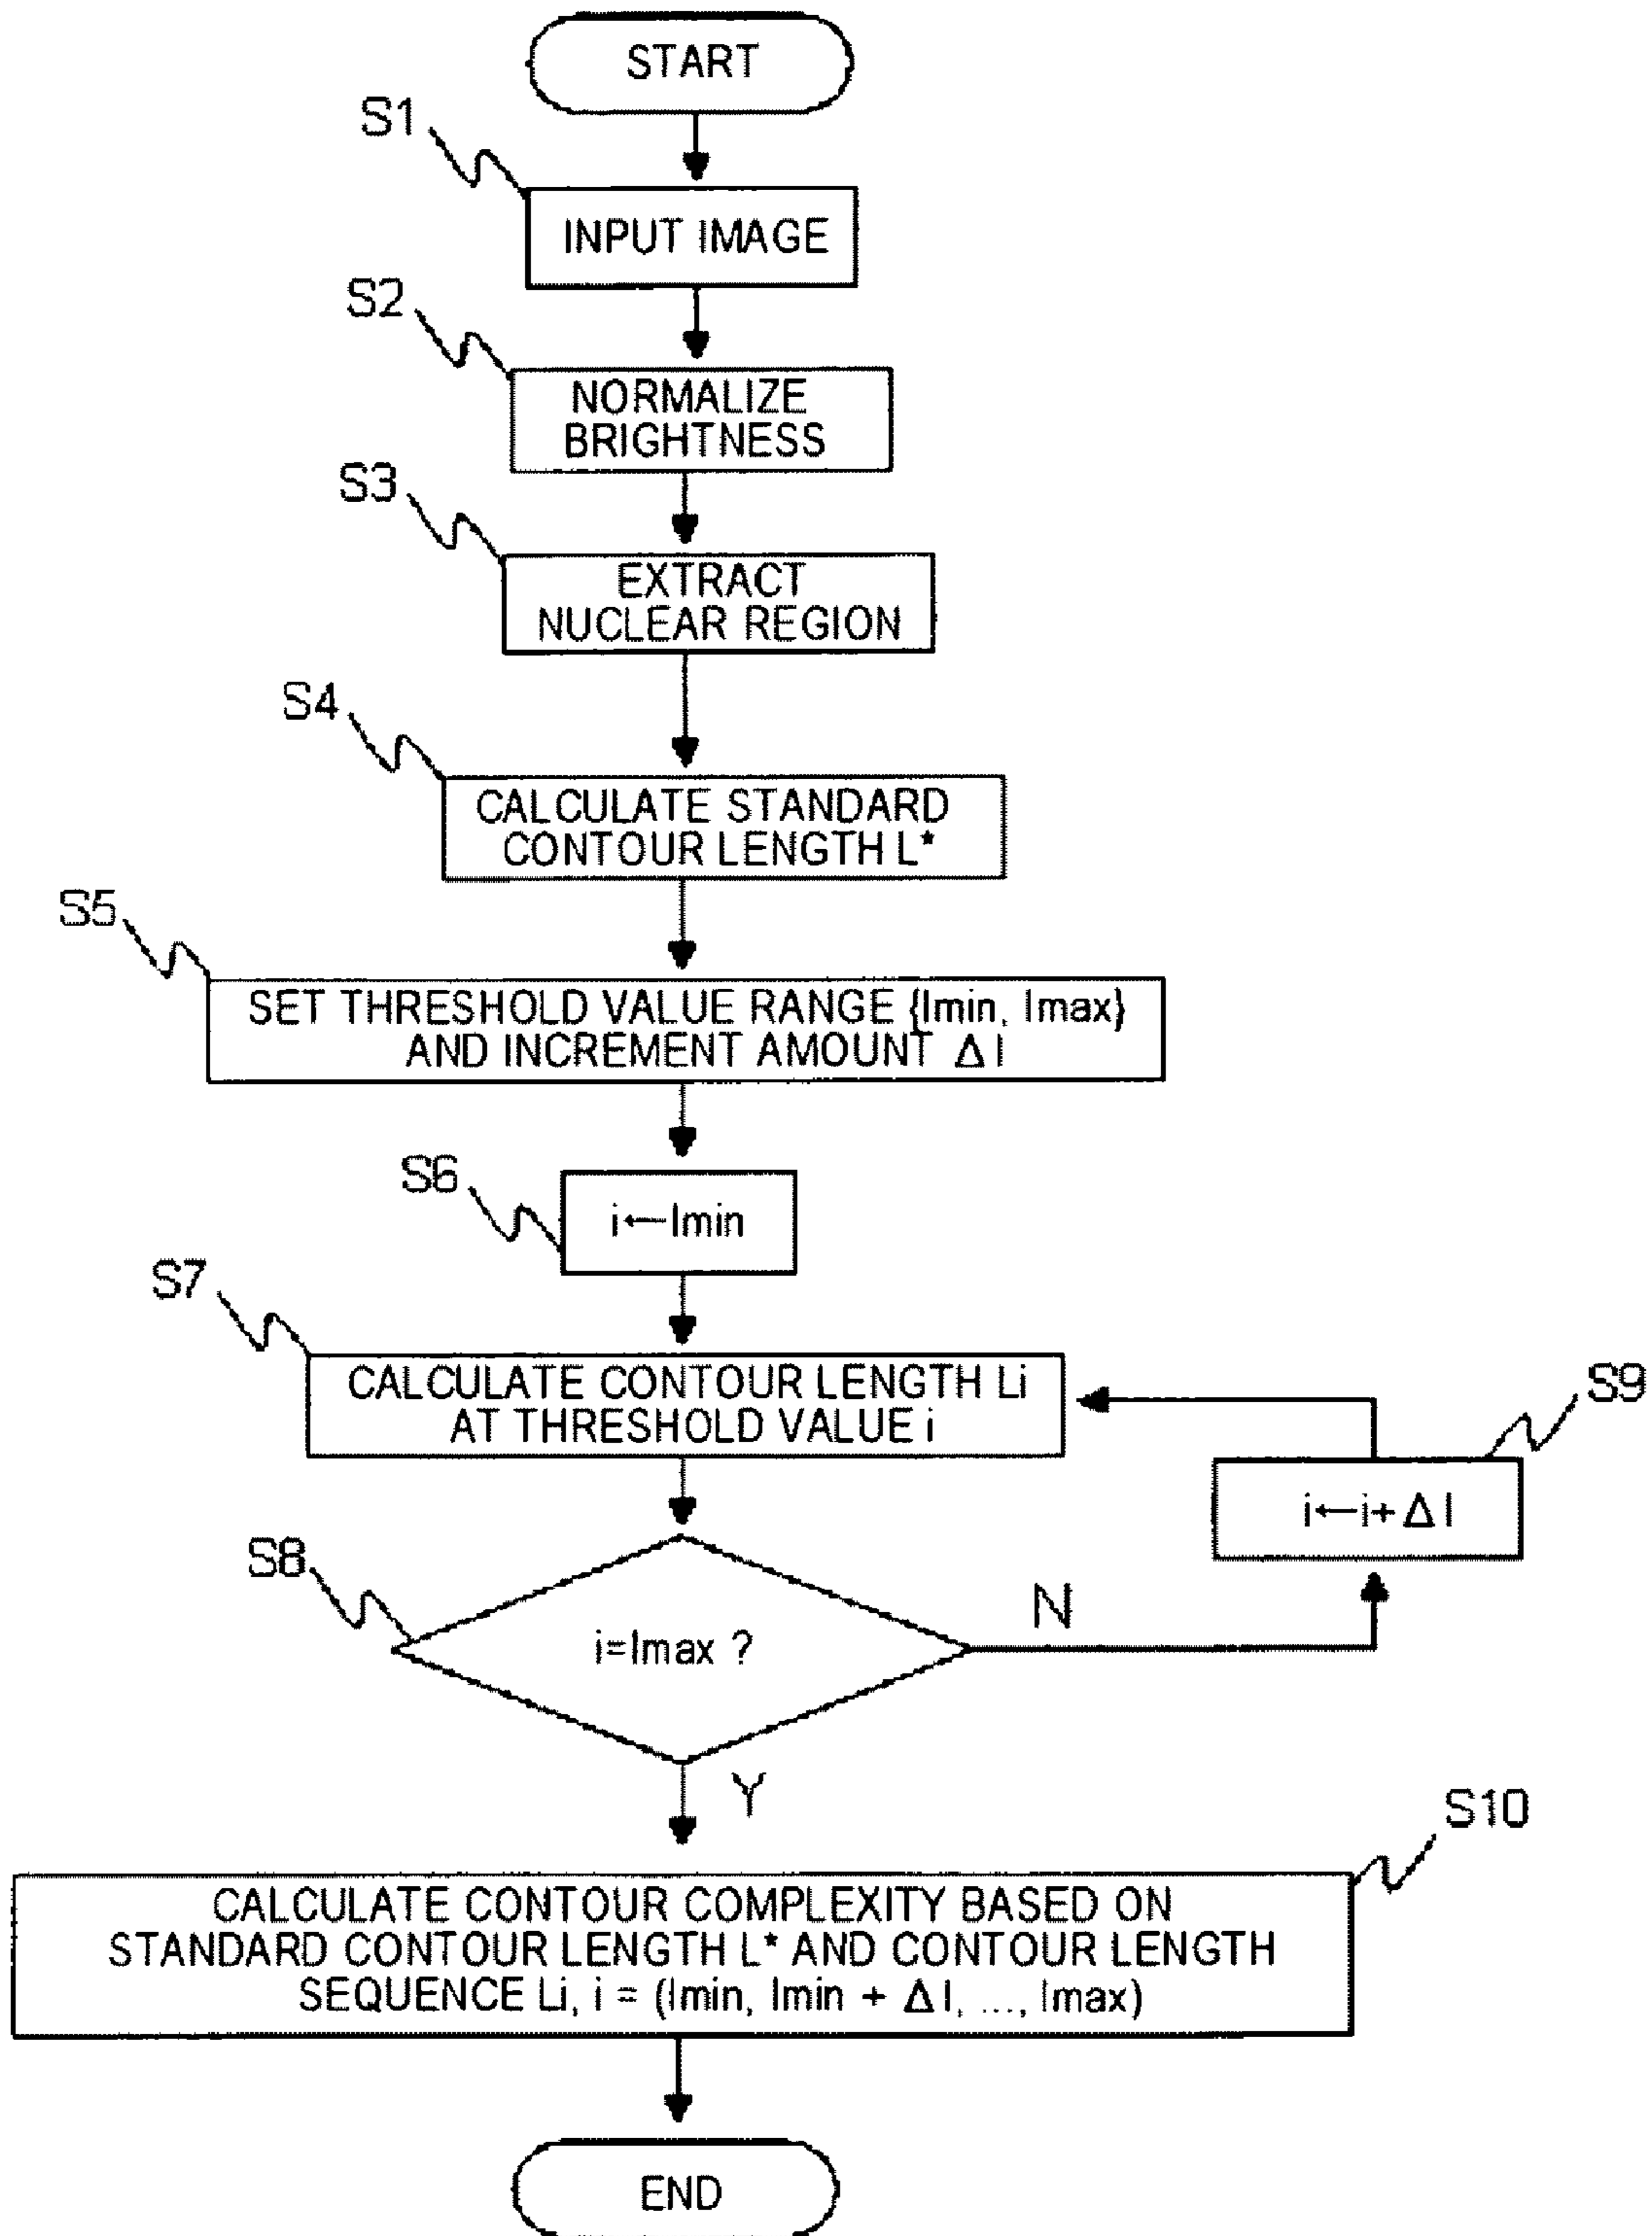 START
S1
INPUT IMAGE
S2
NORMALIZE
BRIGHTNESS
S3
EXTRACT
NUCLEAR REGION
S4
CALCULATE STANDARD
CONTOUR LENGTH L*
S5
SET THRESHOLD VALUE RANGE {Imin, Imax}
AND INCREMENT AMOUNT Δ I
S6
i←Imin
S7
CALCULATE CONTOUR LENGTH Li
AT THRESHOLD VALUE i
S9
i←i+Δ I
S8
i=Imax ?
N
Y
S10
CALCULATE CONTOUR COMPLEXITY BASED ON
STANDARD CONTOUR LENGTH L* AND CONTOUR LENGTH
SEQUENCE Li, i = (Imin, Imin + Δ I, ..., Imax)
END